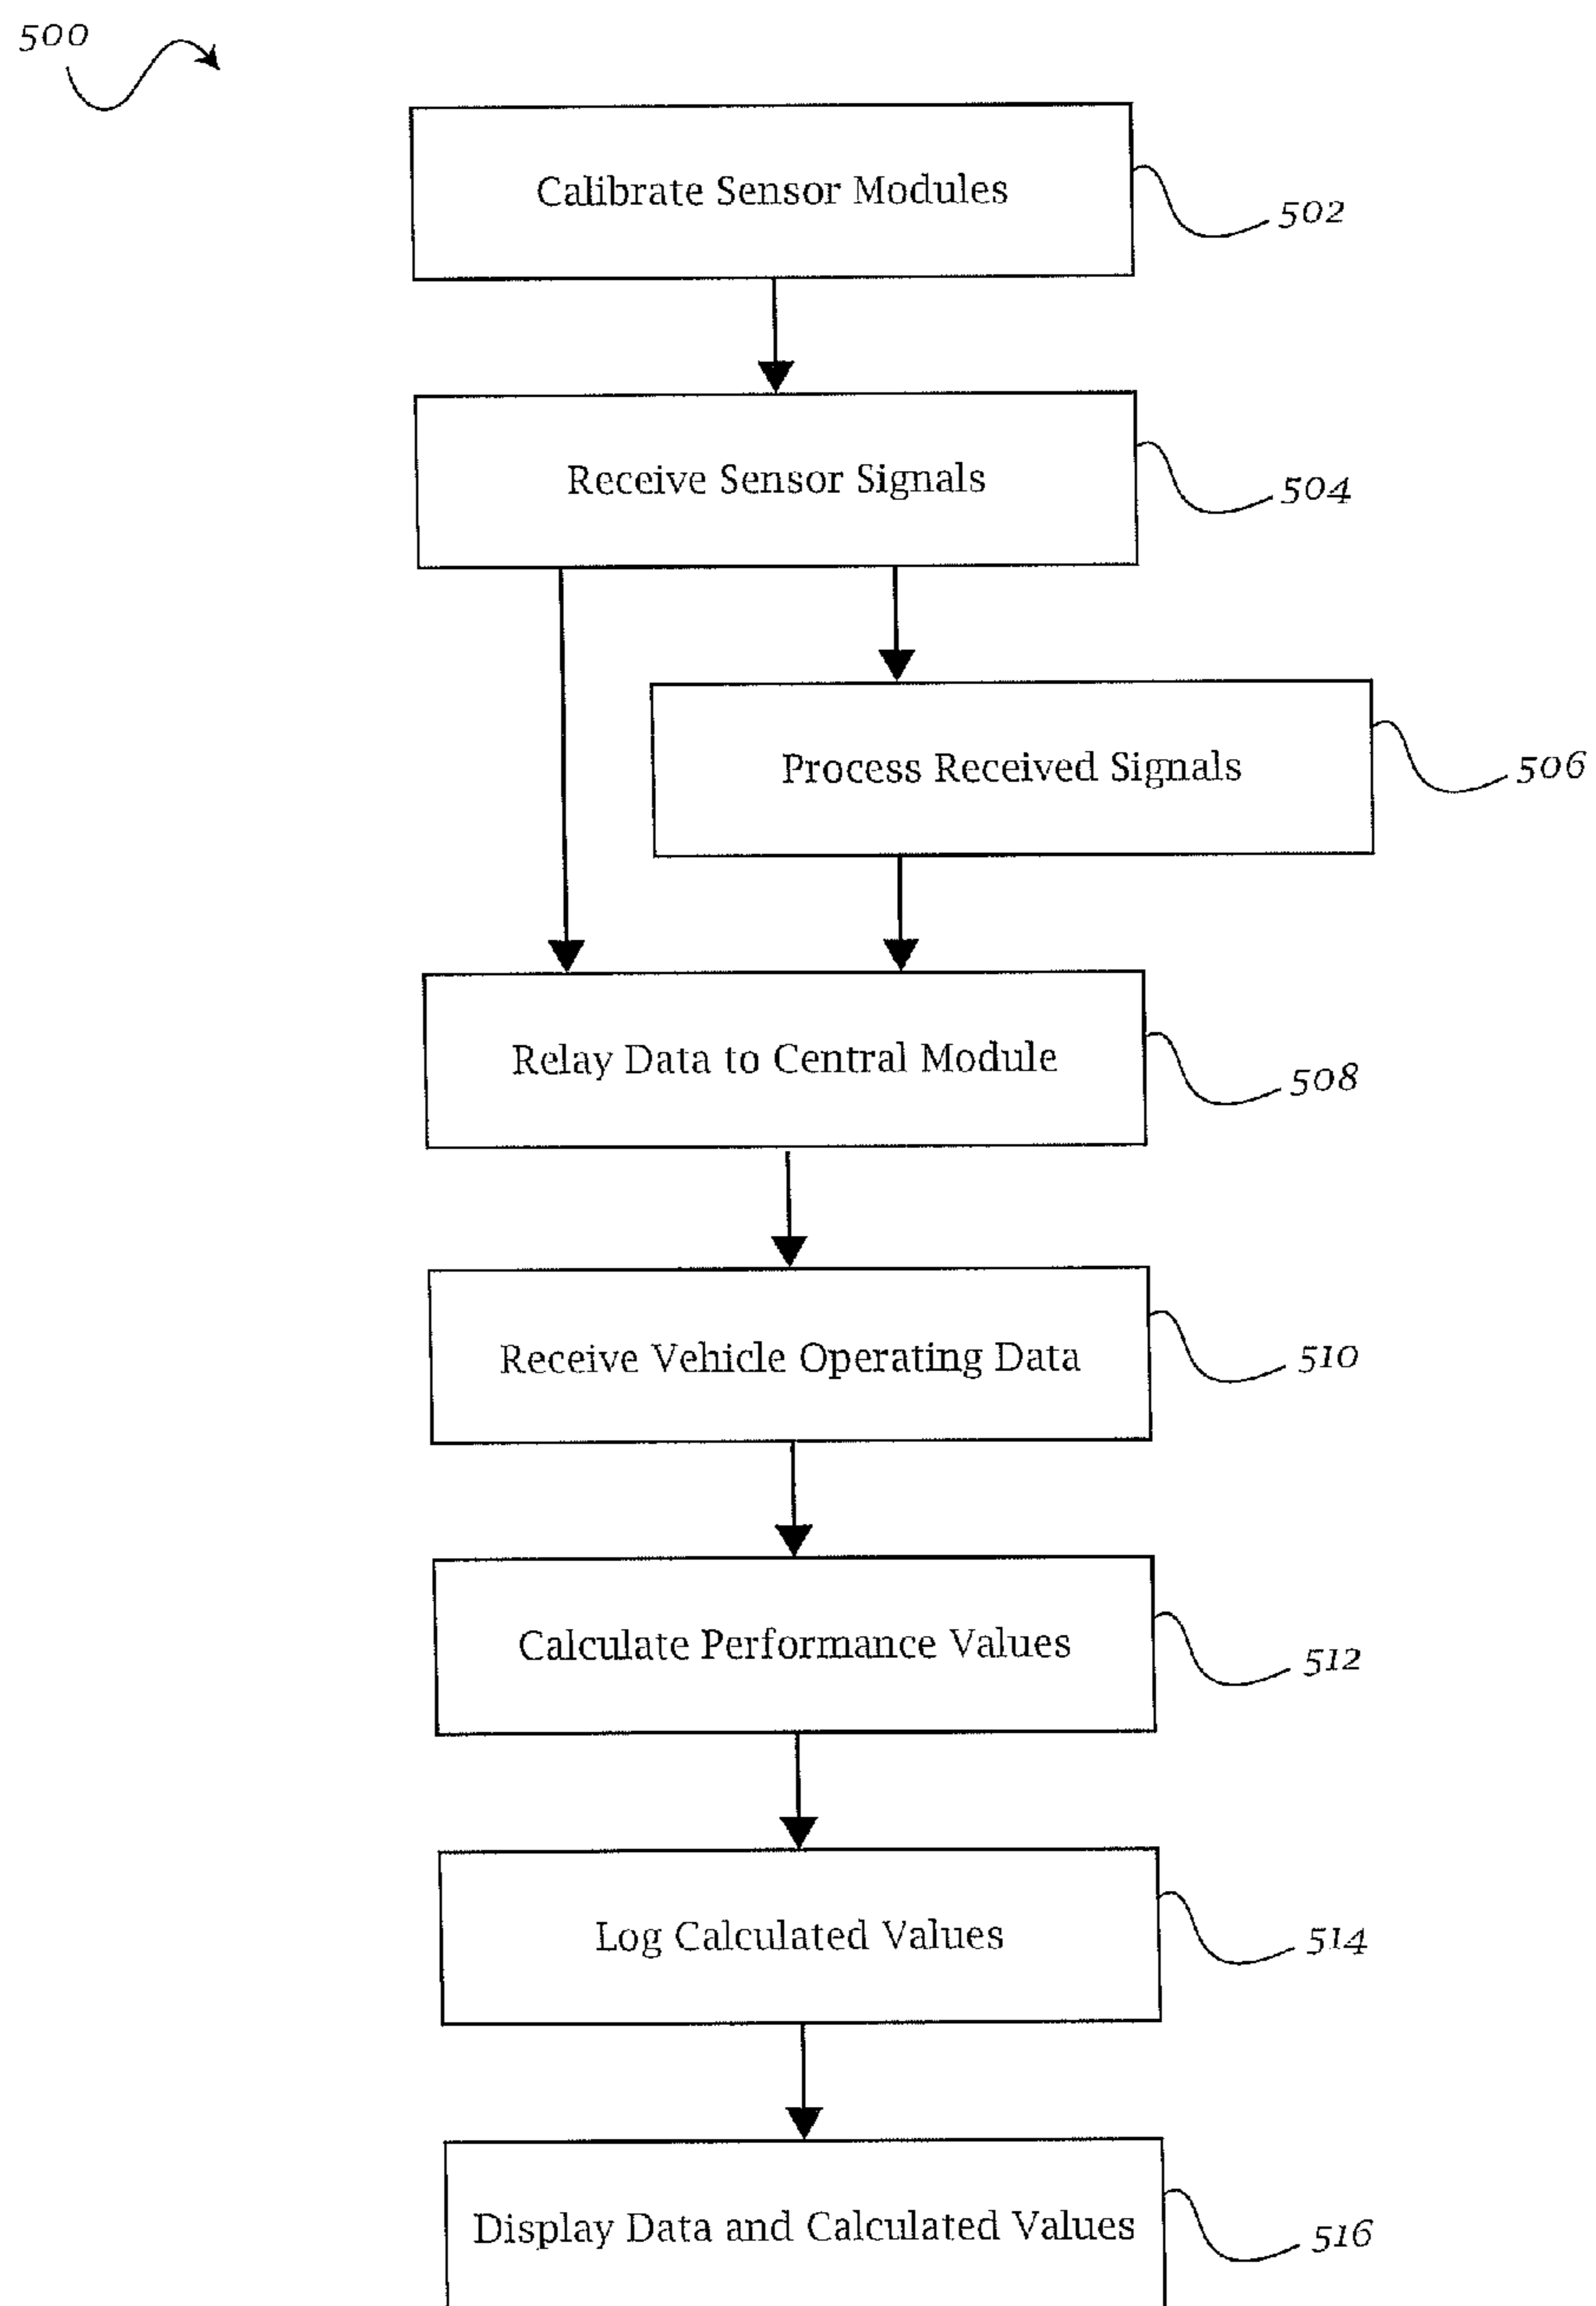 500
Calibrate Sensor Modules
502
Receive Sensor Signals
504
Process Received Signals
506
Relay Data to Central Module
508
Receive Vehicle Operating Data
510
Calculate Performance Values
512
Log Calculated Values
514
Display Data and Calculated Values
516